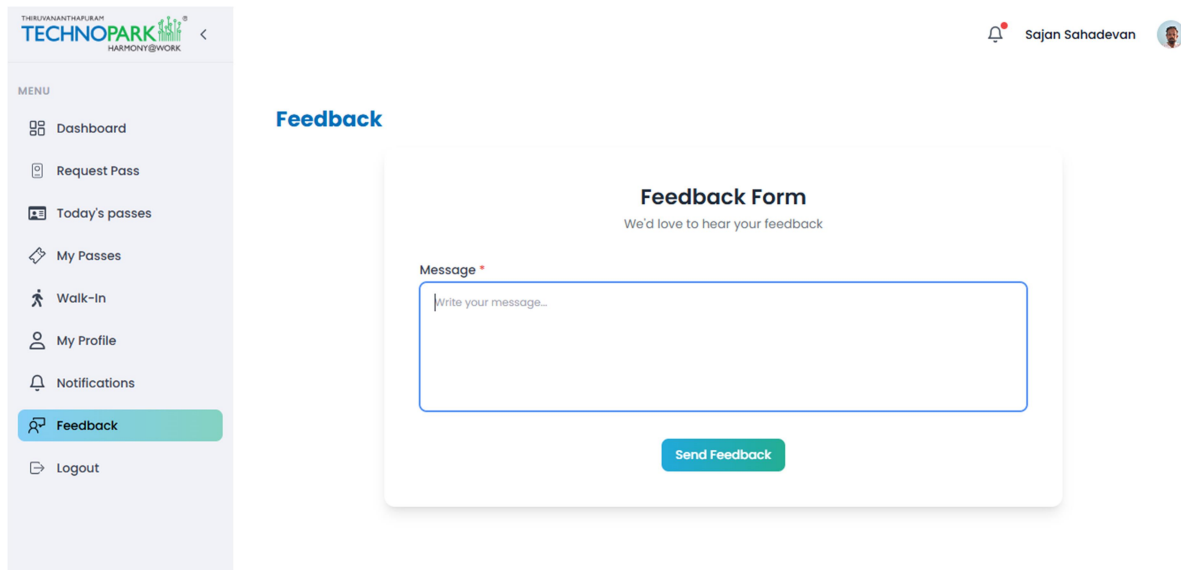 THIRUVANANTHAPURAM
TECHNOPARK
HARMONY@WORK
Sajan Sahadevan
MENU
Dashboard
Request Pass
Today's passes
My Passes
Walk-In
My Profile
Notifications
Feedback
Logout
Feedback
Feedback Form
We'd love to hear your feedback
Message *
Write your message...
Send Feedback